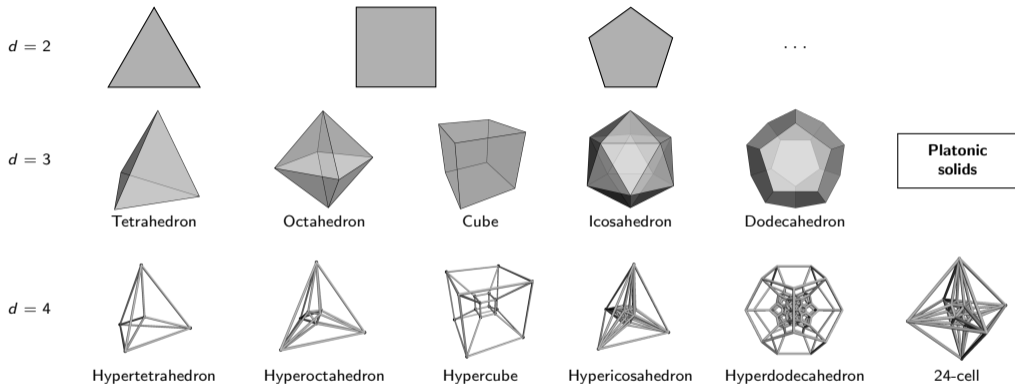 d = 2
. . .
d = 3
Platonic
solids
Tetrahedron
Octahedron
Cube
Icosahedron
Dodecahedron
d = 4
Hypertetrahedron
Hyperoctahedron
Hypercube
Hypericosahedron
Hyperdodecahedron
24-cell